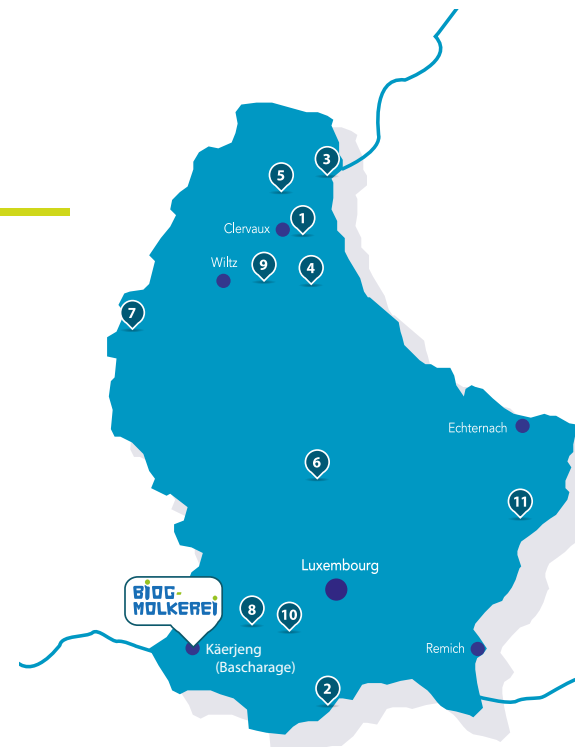 3
5
1
Clervaux
Wiltz
9
4
7
Echternach
6
11
Luxembourg
BIOG-
MOLKEREI
8
10
Käerjeng
(Bascharage)
Remich
2